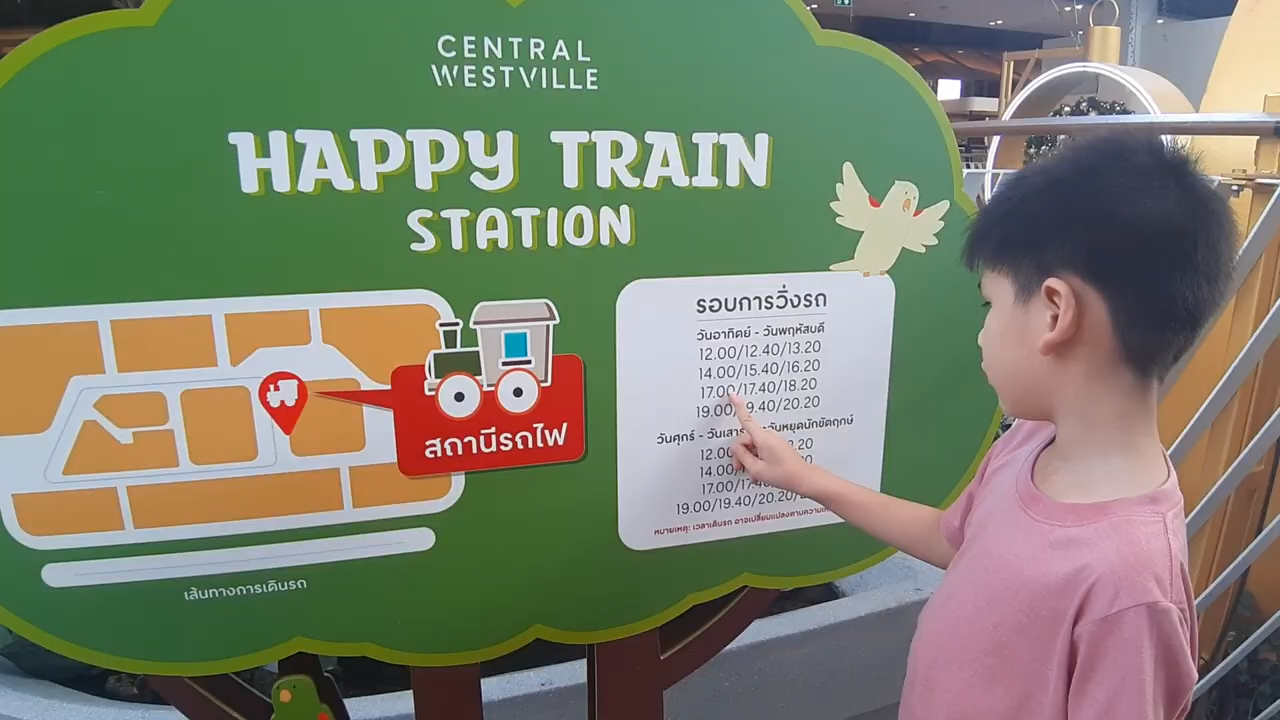 CENTRAL
WESTVILLE
HAPPY TRAIN
STATION
รอบการวิ่งรถ
วันอาทิตย์ - วันพฤหัสบดี
12.00/12.40/13.20
14.00/15.40/16.20
17.00/17.40/18.20
19.00/ 9.40/20.20
วันศุกร์ - วันเสาร์ วันหยุดนักขัตฤกษ์
12.00 .20
14.00
17.00/17.40
19.00/19.40/20.20/
หมายเหตุ: เวลาเดินรถ อาจเปลี่ยนแปลงตามความ
สถานีรถไฟ
เส้นทางการเดินรถ